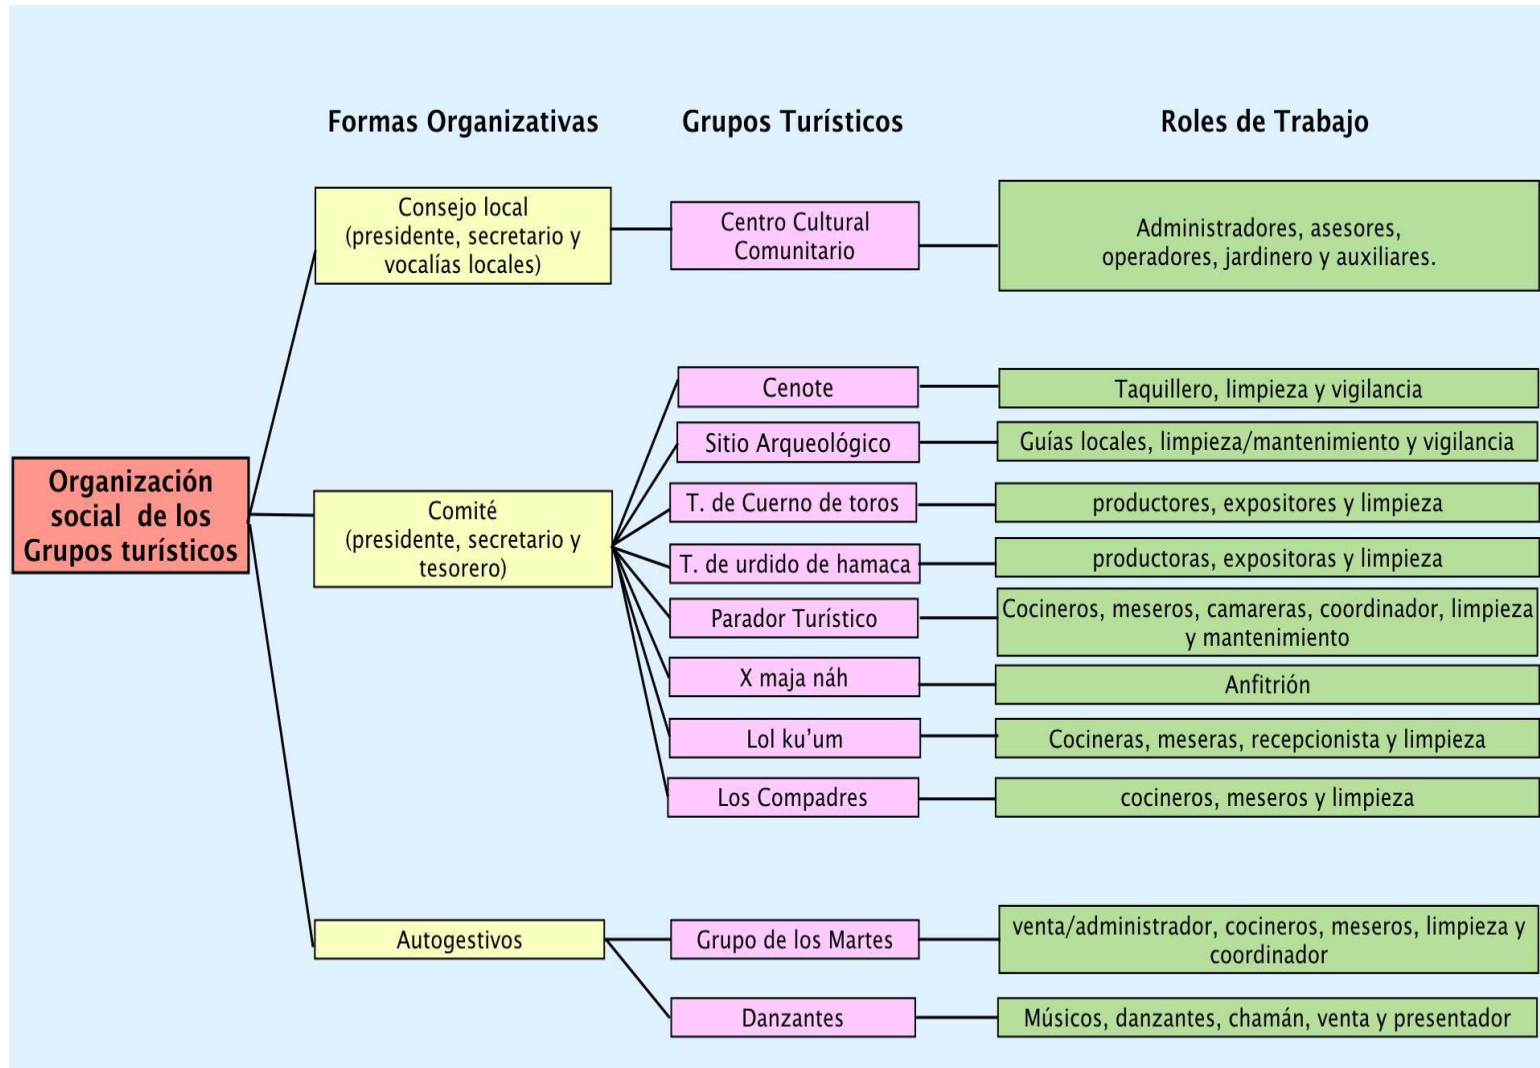 Formas Organizativas
Grupos Turísticos
Roles de Trabajo
Organización
social de los
Grupos turísticos
Consejo local
(presidente, secretario y
vocalías locales)
Centro Cultural
Comunitario
Administradores, asesores,
operadores, jardinero y auxiliares.
Comité
(presidente, secretario y
tesorero)
Cenote
Taquillero, limpieza y vigilancia
Sitio Arqueológico
Guías locales, limpieza/mantenimiento y vigilancia
T. de Cuerno de toros
productores, expositores y limpieza
T. de urdido de hamaca
productoras, expositoras y limpieza
Parador Turístico
Cocineros, meseros, camareras, coordinador, limpieza
y mantenimiento
X maja náh
Anfitrión
Lol ku'um
Cocineras, meseras, recepcionista y limpieza
Los Compadres
cocineros, meseros y limpieza
Autogestivos
Grupo de los Martes
venta/administrador, cocineros, meseros, limpieza y
coordinador
Danzantes
Músicos, danzantes, chamán, venta y presentador